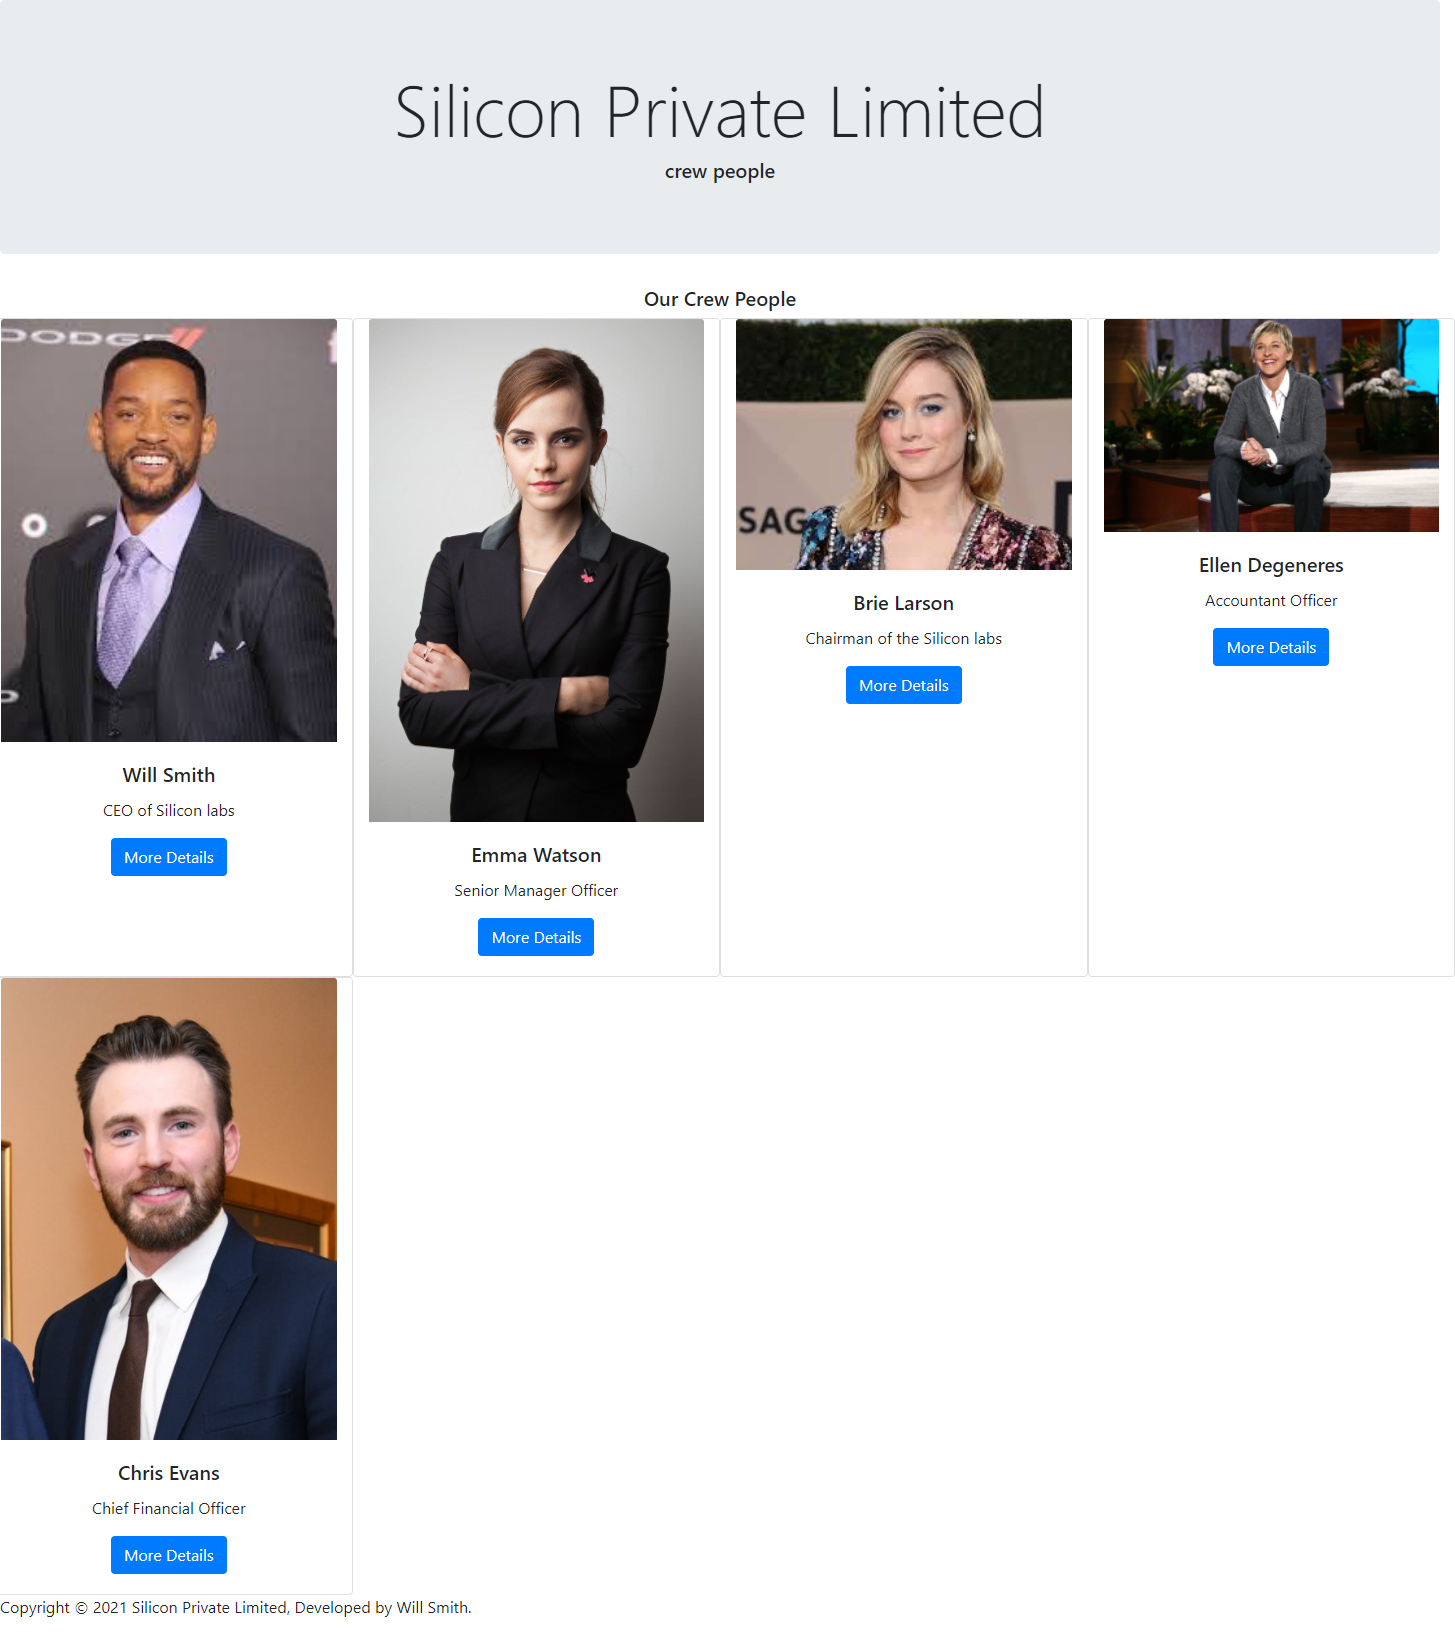 Silicon Private Limited
crew people
Our Crew People
DODGE
SAG
Will Smith
CEO of Silicon labs
More Details
Emma Watson
Senior Manager Officer
More Details
Brie Larson
Chairman of the Silicon labs
More Details
Ellen Degeneres
Accountant Officer
More Details
Chris Evans
Chief Financial Officer
More Details
Copyright © 2021 Silicon Private Limited, Developed by Will Smith.